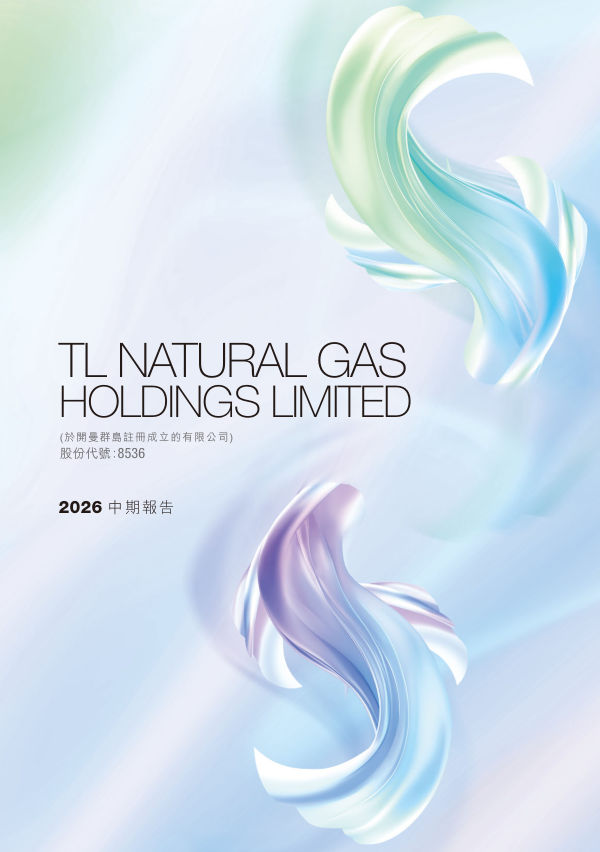 TL NATURAL GAS
HOLDINGS LIMITED
(於開曼群島註冊成立的有限公司)
股份代號:8536
2026 中期報告